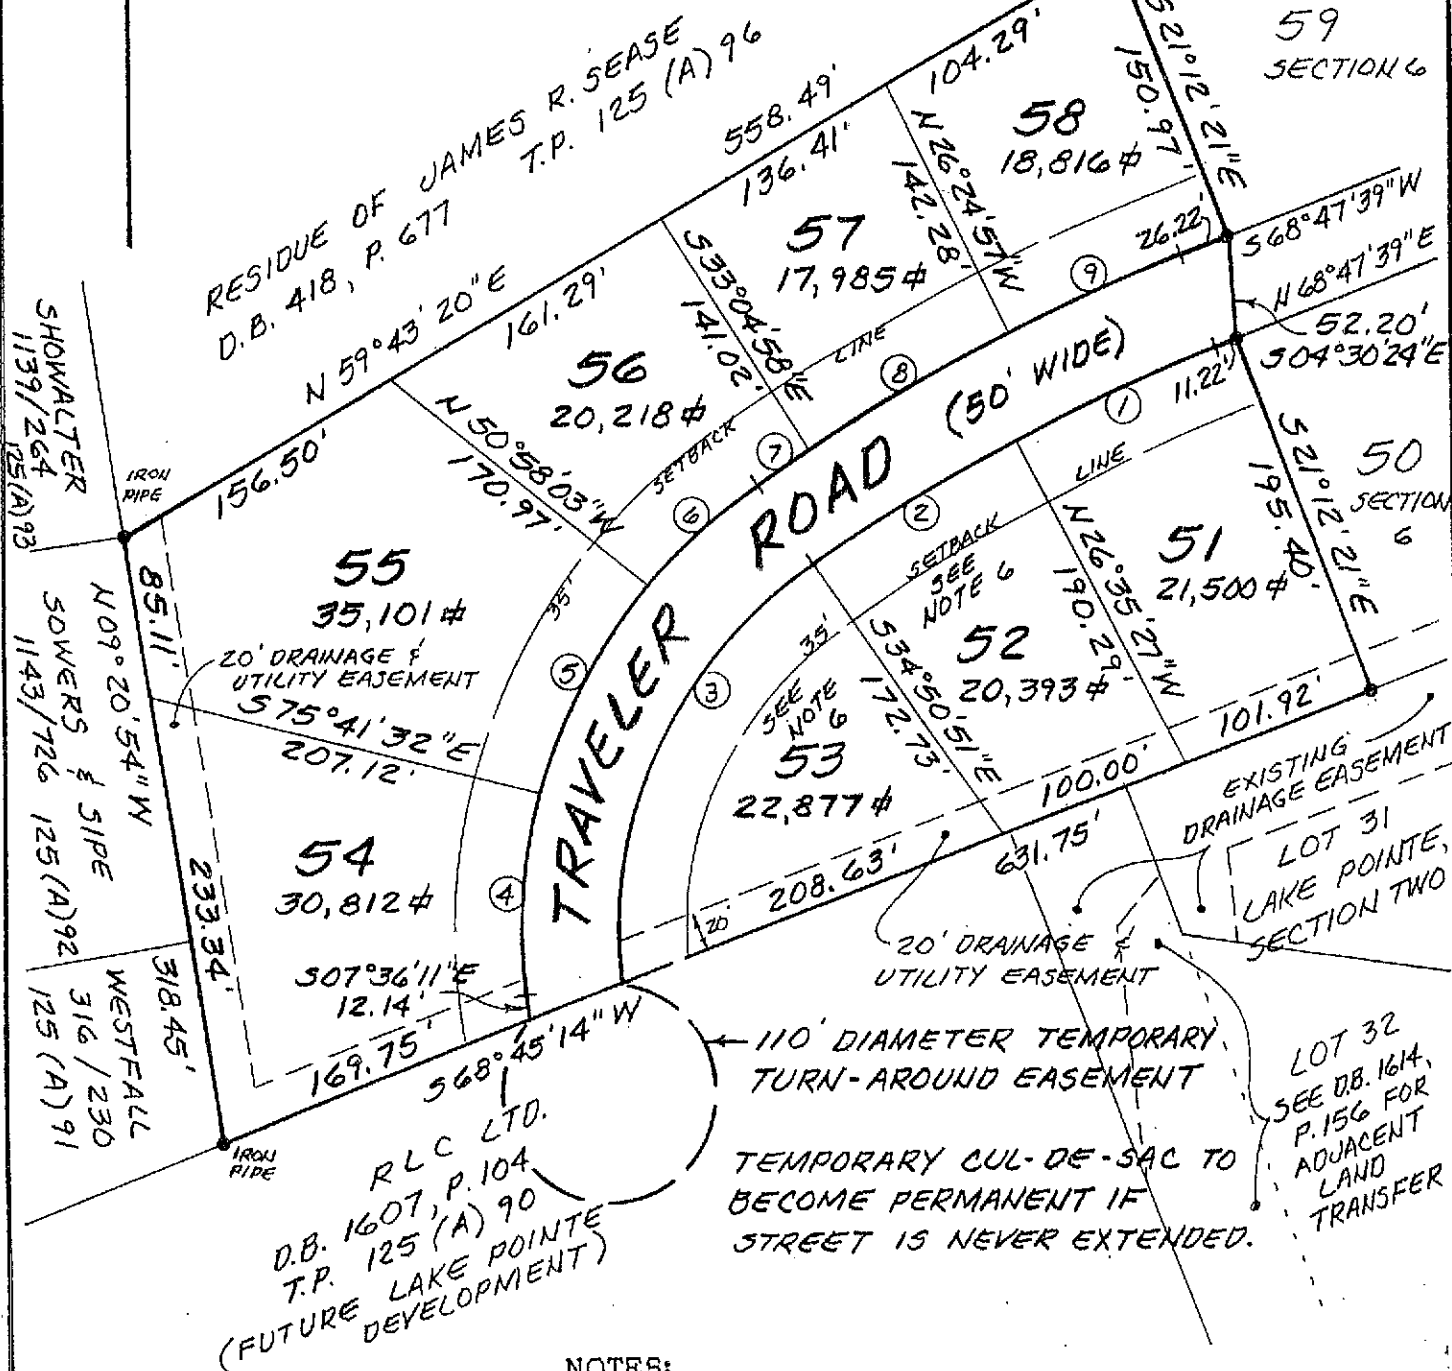 RESIDUE OF JAMES R. SEASE
D.B. 418, P. 677
T.P. 125 (A) 96
N 59°43'20"E
558.49'
156.50'
161.29'
136.41'
104.29'
S21°12'21"E
150.97'
59
SECTION 6
58
18,816 ⌗
N 26°24'57"W
142.28'
57
17,985 ⌗
S33°04'58"E
141.02'
56
20,218 ⌗
N 50°58'03"W
170.97'
26.22'
S68°47'39"W
N 68°47'39"E
52.20'
S04°30'24"E
SETBACK LINE
35'
9
8
7
6
5
4
TRAVELER ROAD (50' WIDE)
1
2
3
11.22'
SHOWALTER
1139/264
125(A)93
IRON
PIPE
85.11'
N 09°20'54"W
SOWERS & SIPE
1143/726 125(A)92
233.34'
318.45'
WESTFALL
316/230
125(A)91
55
35,101 ⌗
20' DRAINAGE &
UTILITY EASEMENT
S75°41'32"E
207.12'
54
30,812 ⌗
S07°36'11"E
12.14'
169.75'
S68°45'14"W
IRON
PIPE
SETBACK LINE
35'
SEE
NOTE 6
SEE
NOTE
6
53
22,877 ⌗
S34°50'51"E
172.73'
52
20,393 ⌗
N26°35'27"W
190.29'
51
21,500 ⌗
S21°12'21"E
195.40'
50
SECTION
6
20'
208.63'
100.00'
101.92'
631.75'
EXISTING
DRAINAGE EASEMENT
LOT 31
LAKE POINTE,
SECTION TWO
20' DRAINAGE &
UTILITY EASEMENT
110' DIAMETER TEMPORARY
TURN-AROUND EASEMENT
TEMPORARY CUL-DE-SAC TO
BECOME PERMANENT IF
STREET IS NEVER EXTENDED.
LOT 32
SEE D.B. 1614,
P. 156 FOR
ADJACENT
LAND
TRANSFER
RLC LTD.
D.B. 1607, P. 104
T.P. 125 (A) 90
(FUTURE LAKE POINTE
DEVELOPMENT)
NOTES: